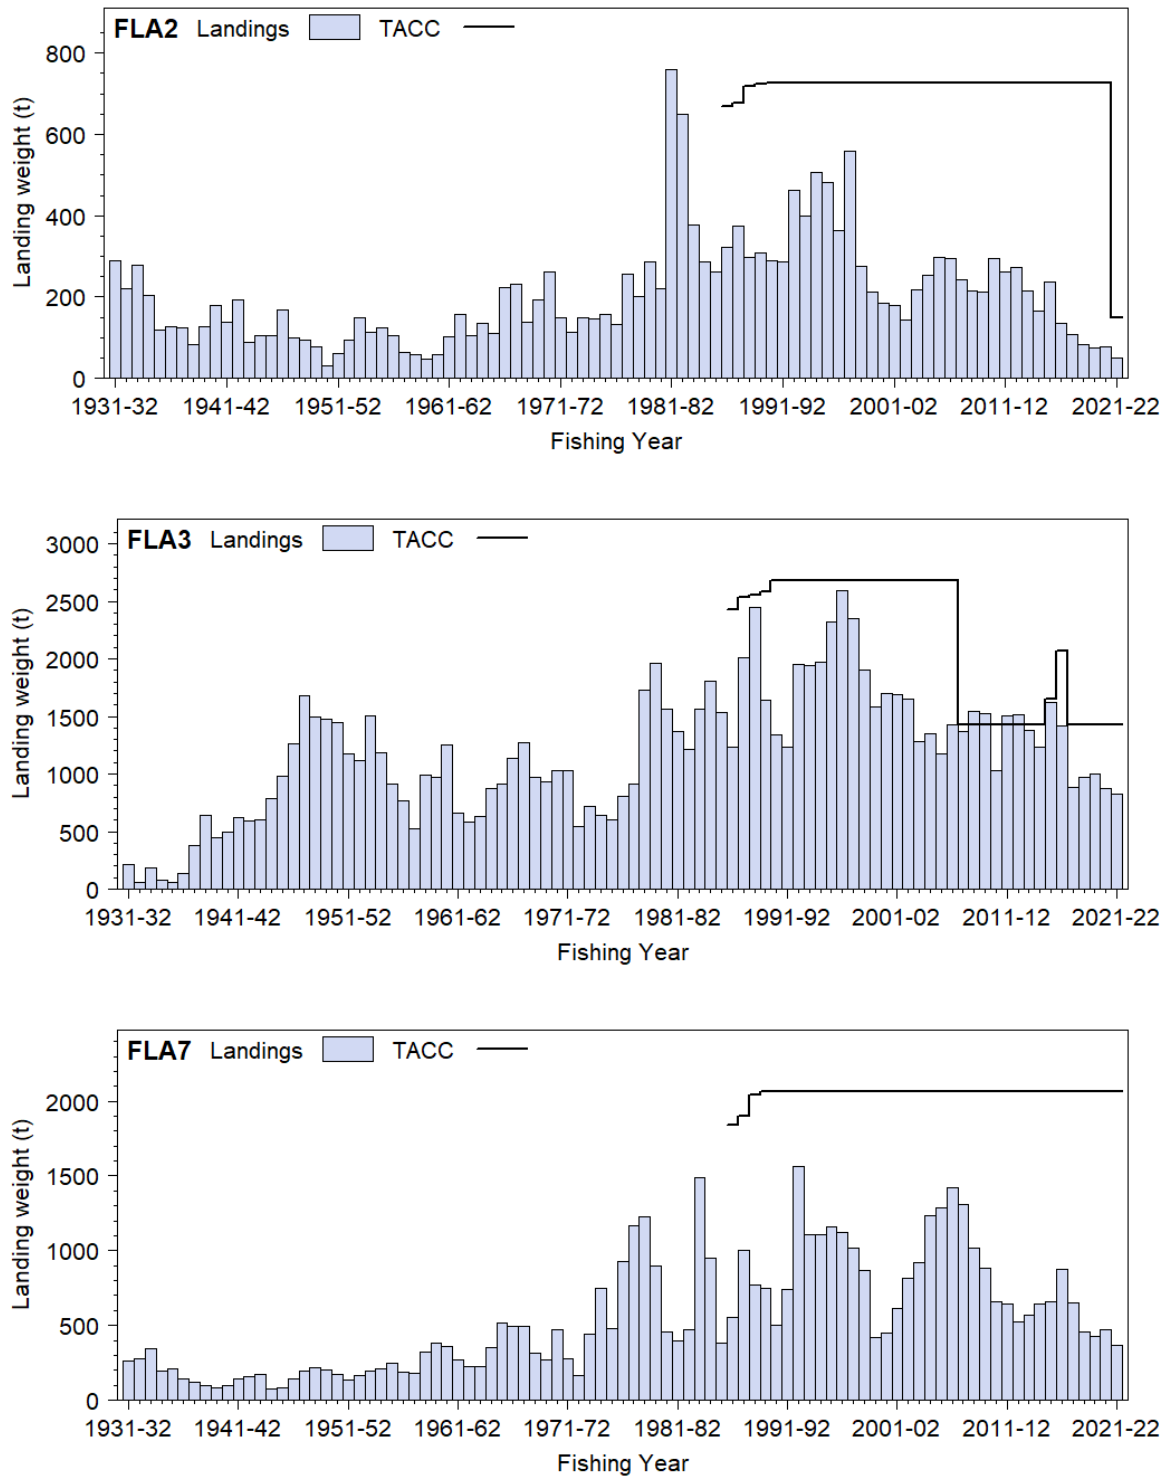 FLA2 Landings TACC
Landing weight (t)
800
600
400
200
0
1931-32 1941-42 1951-52 1961-62 1971-72 1981-82 1991-92 2001-02 2011-12 2021-22
Fishing Year
FLA3 Landings TACC
Landing weight (t)
3000
2500
2000
1500
1000
500
0
1931-32 1941-42 1951-52 1961-62 1971-72 1981-82 1991-92 2001-02 2011-12 2021-22
Fishing Year
FLA7 Landings TACC
Landing weight (t)
2000
1500
1000
500
0
1931-32 1941-42 1951-52 1961-62 1971-72 1981-82 1991-92 2001-02 2011-12 2021-22
Fishing Year